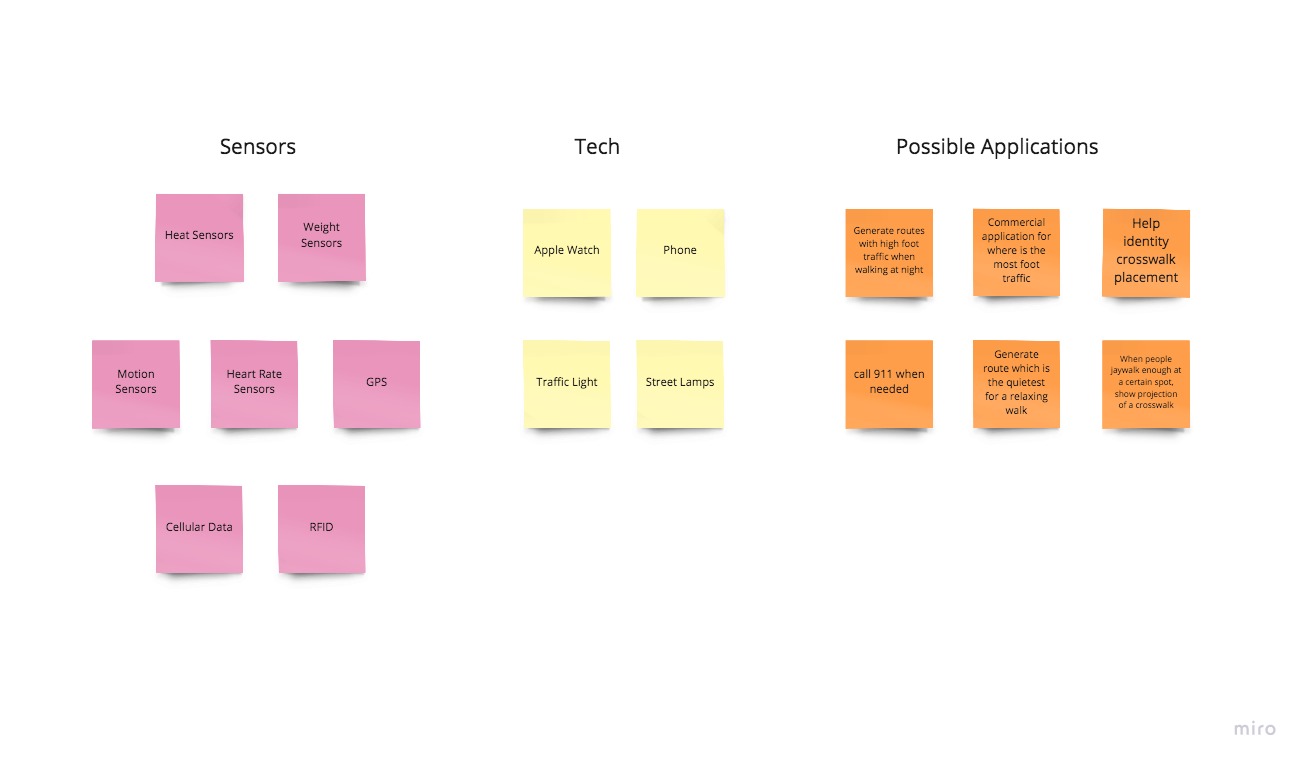 Sensors
Tech
Possible Applications
Heat Sensors
Weight
Sensors
Motion
Sensors
Heart Rate
Sensors
GPS
Cellular Data
RFID
Apple Watch
Phone
Traffic Light
Street Lamps
Generate routes
with high foot
traffic when
walking at night
Commercial
application for
where is the
most foot
traffic
Help
identity
crosswalk
placement
call 911 when
needed
Generate
route which is
the quietest
for a relaxing
walk
When people
jaywalk enough at
a certain spot,
show projection
of a crosswalk
miro